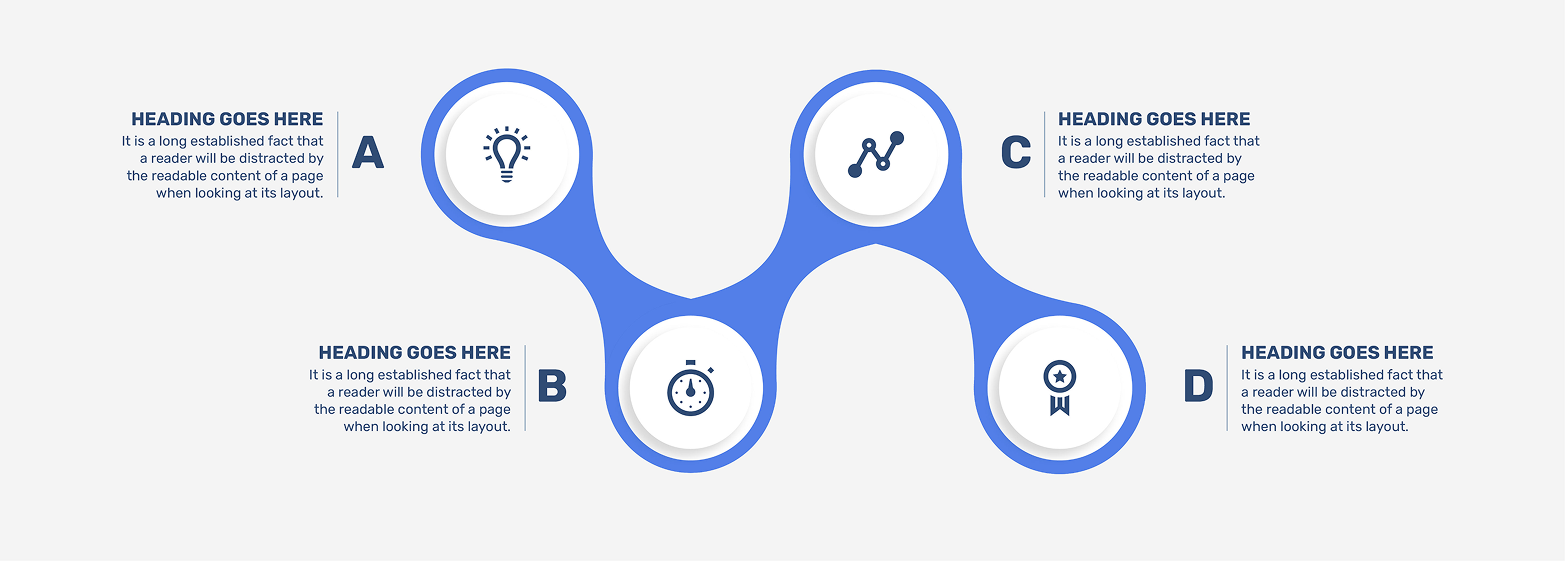 HEADING GOES HERE
It is a long established fact that
a reader will be distracted by
the readable content of a page
when looking at its layout.
A
HEADING GOES HERE
It is a long established fact that
a reader will be distracted by
the readable content of a page
when looking at its layout.
B
C
HEADING GOES HERE
It is a long established fact that
a reader will be distracted by
the readable content of a page
when looking at its layout.
D
HEADING GOES HERE
It is a long established fact that
a reader will be distracted by
the readable content of a page
when looking at its layout.